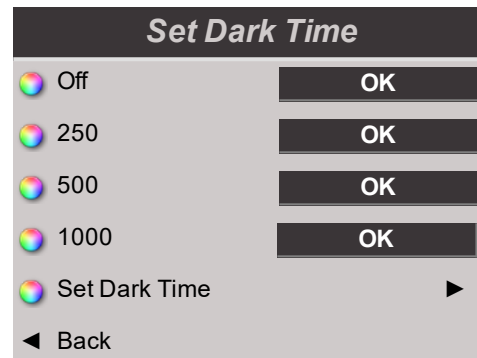 Set Dark Time
Off OK
250 OK
500 OK
1000 OK
Set Dark Time ►
◄ Back